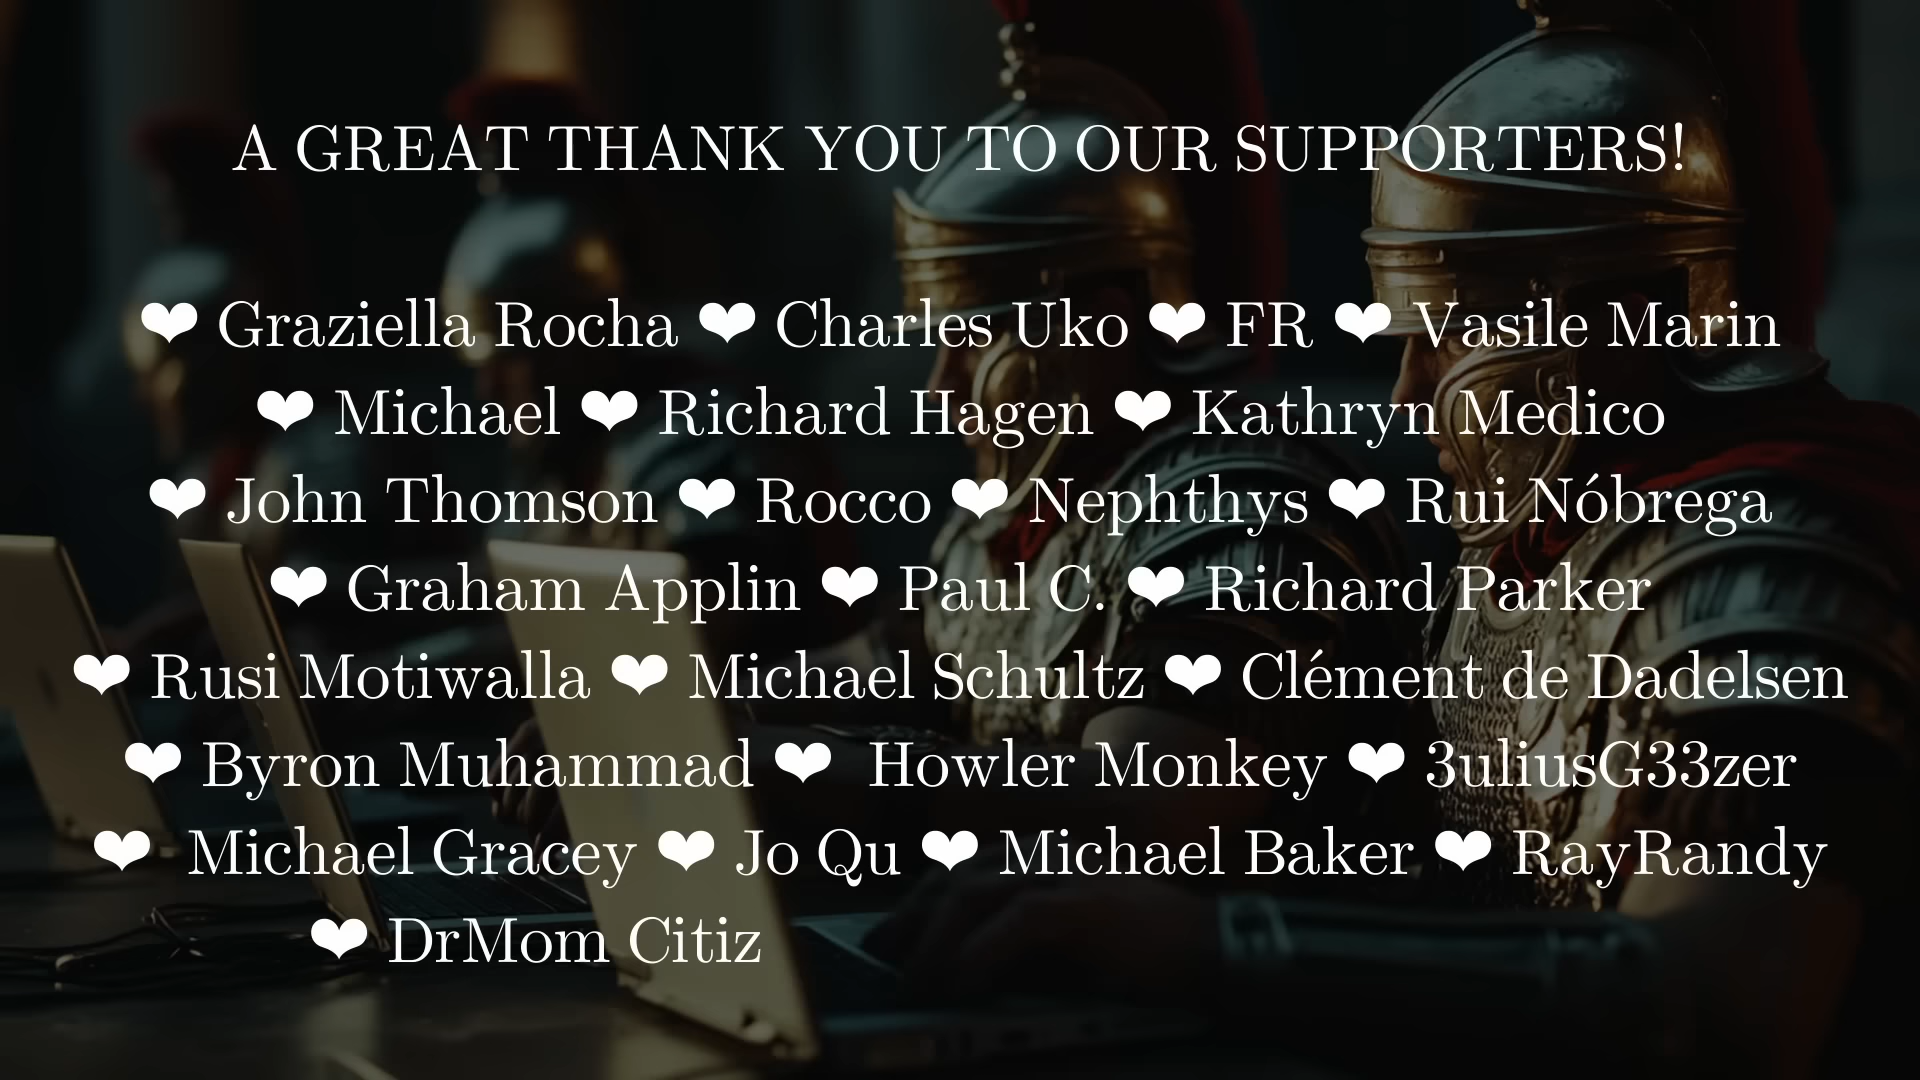 A GREAT THANK YOU TO OUR SUPPORTERS!
❤ Graziella Rocha ❤ Charles Uko ❤ FR ❤ Vasile Marin
❤ Michael ❤ Richard Hagen ❤ Kathryn Medico
❤ John Thomson ❤ Rocco ❤ Nephthys ❤ Rui Nóbrega
❤ Graham Applin ❤ Paul C. ❤ Richard Parker
❤ Rusi Motiwalla ❤ Michael Schultz ❤ Clément de Dadelsen
❤ Byron Muhammad ❤ Howler Monkey ❤ 3uliusG33zer
❤ Michael Gracey ❤ Jo Qu ❤ Michael Baker ❤ RayRandy
❤ DrMom Citiz